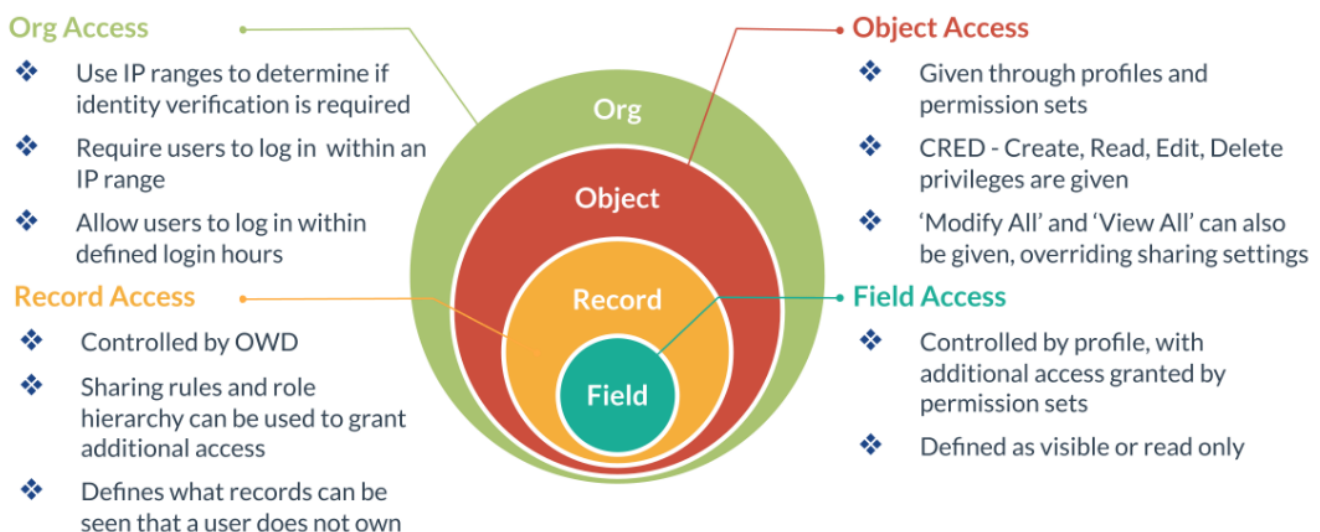 Org Access
Use IP ranges to determine if
identity verification is required
Require users to log in within an
IP range
Allow users to log in within
defined login hours
Record Access
Controlled by OWD
Sharing rules and role
hierarchy can be used to grant
additional access
Defines what records can be
seen that a user does not own
Org
Object
Record
Field
Object Access
Given through profiles and
permission sets
CRED - Create, Read, Edit, Delete
privileges are given
‘Modify All’ and ‘View All’ can also
be given, overriding sharing settings
Field Access
Controlled by profile, with
additional access granted by
permission sets
Defined as visible or read only